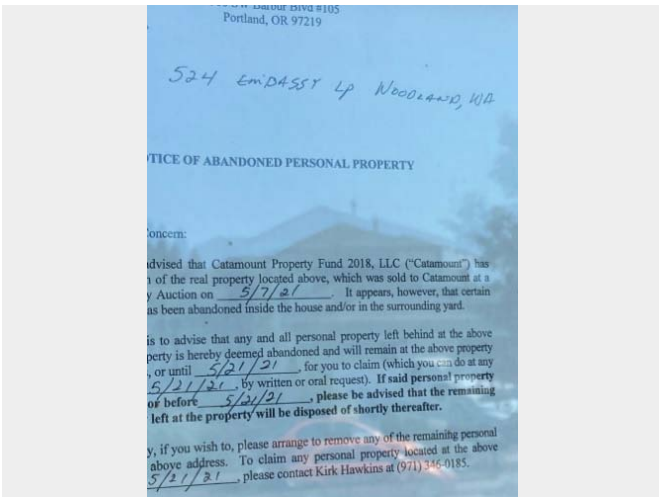 Blvd #105
Portland, OR 97219
524 EMBASSY LP WOODLAND, WA
TICE OF ABANDONED PERSONAL PROPERTY
oncern:
dvised that Catamount Property Fund 2018, LLC ("Catamount") has
n of the real property located above, which was sold to Catamount at a
y Auction on 5/7/21. It appears, however, that certain
as been abandoned inside the house and/or in the surrounding yard.
is to advise that any and all personal property left behind at the above
perty is hereby deemed abandoned and will remain at the above property
, or until 5/21/21, for you to claim (which you can do at any
5/21/21, by written or oral request). If said personal property
or before 5/21/21, please be advised that the remaining
left at the property will be disposed of shortly thereafter.
y, if you wish to, please arrange to remove any of the remaining personal
above address. To claim any personal property located at the above
5/21/21, please contact Kirk Hawkins at (971) 346-0185.